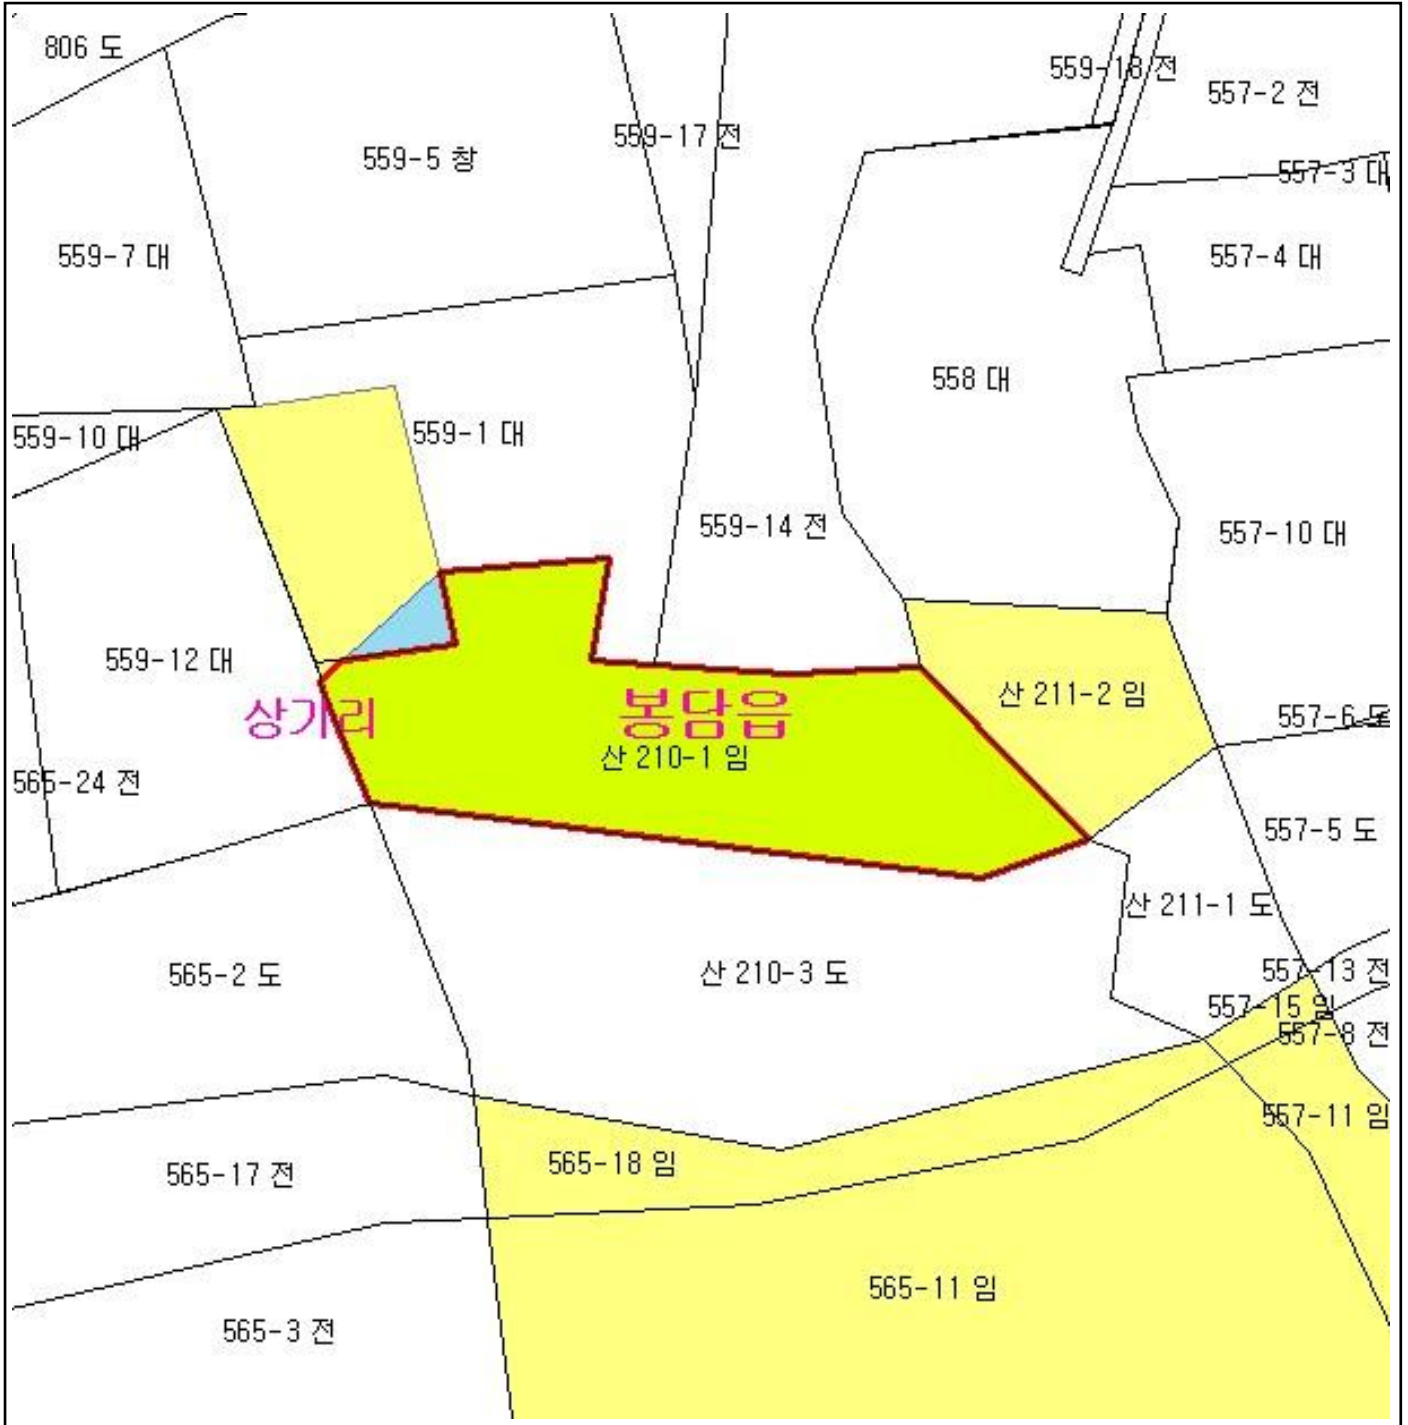 806 도
559-18 전
557-2 전
559-17 전
559-5 창
557-3 대
559-7 대
557-4 대
558 대
559-10 대
559-1 대
559-14 전
557-10 대
559-12 대
산 211-2 임
상기리
봉담읍
557-6 도
산 210-1 임
565-24 전
557-5 도
산 211-1 도
565-2 도
산 210-3 도
557-13 전
557-15 임
557-8 전
557-11 임
565-18 임
565-17 전
565-11 임
565-3 전